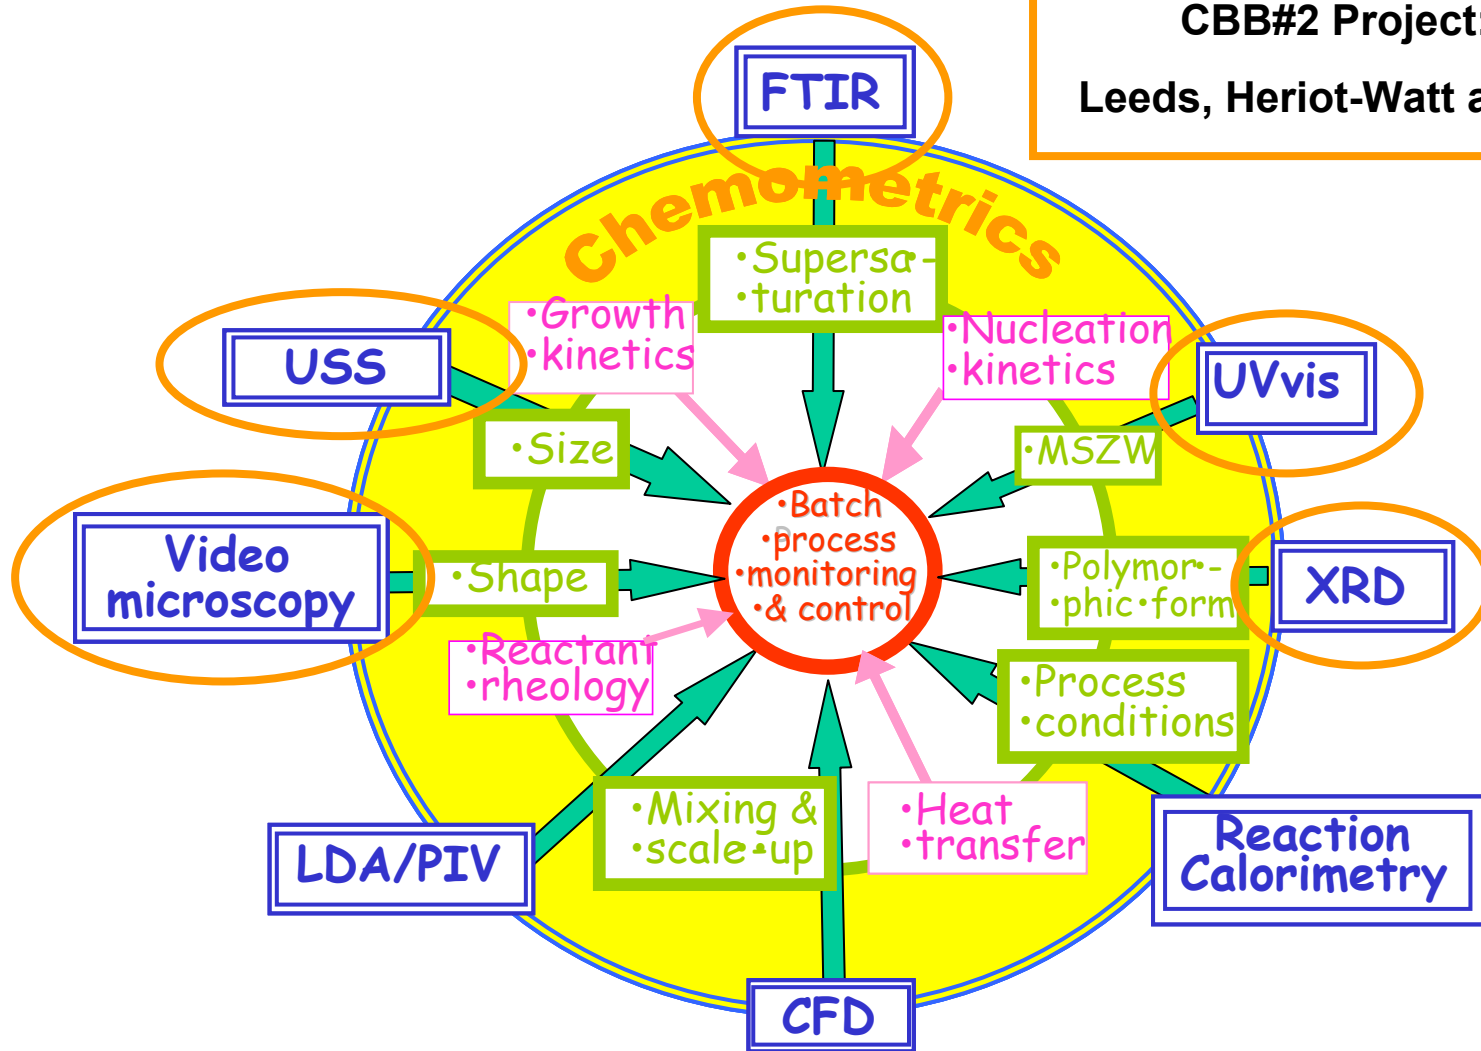 CBB#2 Project:
Leeds, Heriot-Watt a
FTIR
Chemometrics
•Supersa•-
•turation
•Growth
•kinetics
•Nucleation
•kinetics
USS
UVvis
•Size
•MSZW
•Batch
•process
•monitoring
•& control
Video
microscopy
•Shape
•Polymor•-
•phic•form
XRD
•Reactant
•rheology
•Process
•conditions
•Mixing &
•scale-up
•Heat
•transfer
LDA/PIV
Reaction
Calorimetry
CFD